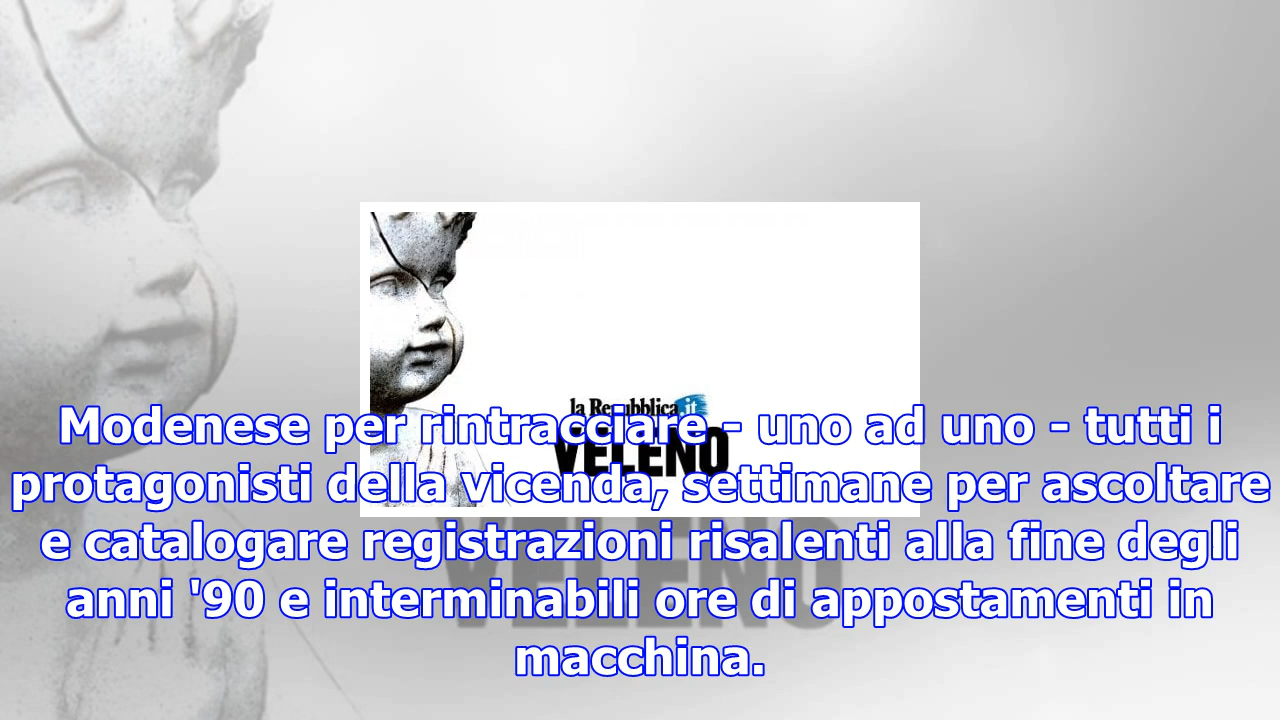 la Repubblica.it
VELENO
Modenese per rintracciare - uno ad uno - tutti i
protagonisti della vicenda, settimane per ascoltare
e catalogare registrazioni risalenti alla fine degli
anni '90 e interminabili ore di appostamenti in
macchina.
VELENO